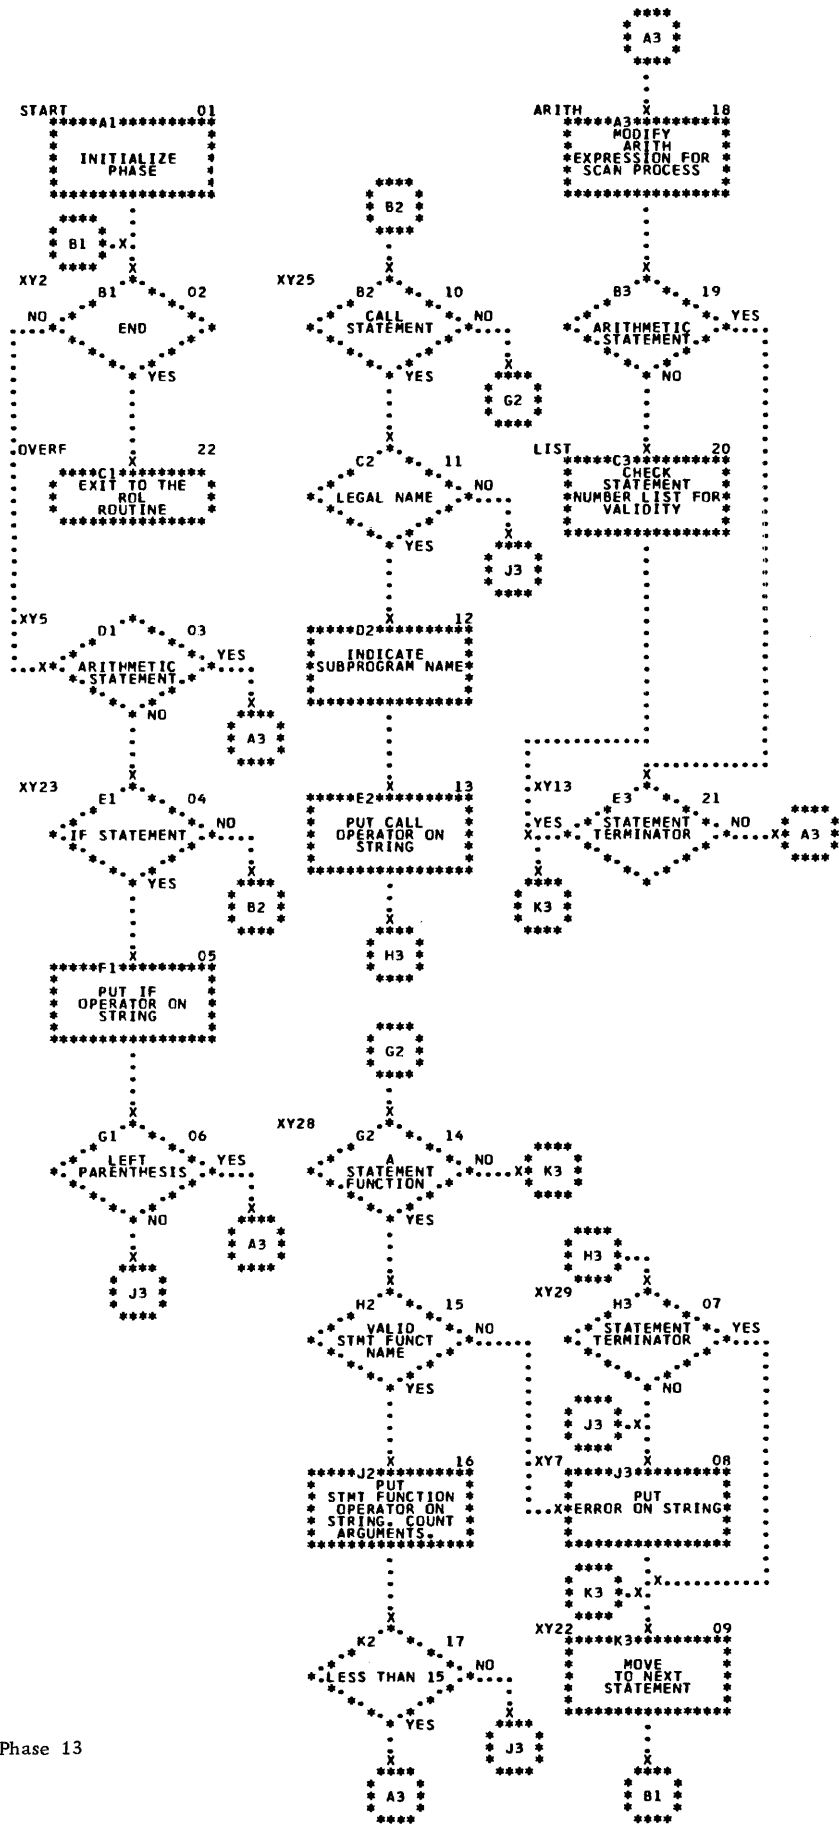 START 01
A1
INITIALIZE
PHASE
B1
XY2
B1 02
NO
END
YES
OVERF 22
C1
EXIT TO THE
ROL
ROUTINE
XY5
D1 03
YES
ARITHMETIC
STATEMENT
NO
A3
XY23
E1 04
NO
IF STATEMENT
YES
B2
05
F1
PUT IF
OPERATOR ON
STRING
G1 06
LEFT
PARENTHESIS
YES
NO
A3
J3
B2
XY25
B2 10
CALL
STATEMENT
NO
YES
G2
C2 11
LEGAL NAME
NO
YES
J3
12
D2
INDICATE
SUBPROGRAM NAME
13
E2
PUT CALL
OPERATOR ON
STRING
H3
G2
XY28
G2 14
A
STATEMENT
FUNCTION
NO
K3
YES
H2 15
VALID
STMT FUNCT
NAME
NO
YES
16
J2
PUT
STMT FUNCTION
OPERATOR ON
STRING. COUNT
ARGUMENTS.
K2 17
LESS THAN 15
NO
YES
J3
A3
A3
ARITH 18
A3
MODIFY
ARITH
EXPRESSION FOR
SCAN PROCESS
B3 19
ARITHMETIC
STATEMENT
YES
NO
LIST 20
C3
CHECK
STATEMENT
NUMBER LIST FOR
VALIDITY
XY13
E3 21
YES
STATEMENT
TERMINATOR
NO
A3
K3
H3
XY29
H3 07
STATEMENT
TERMINATOR
YES
NO
J3
XY7 08
J3
PUT
ERROR ON STRING
K3
XY22 09
K3
MOVE
TO NEXT
STATEMENT
B1
Phase 13